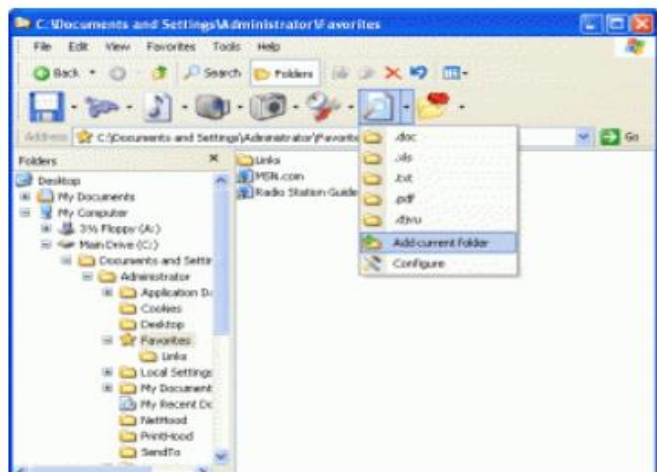 C:\Documents and Settings\Administrator\Favorites
File Edit View Favorites Tools Help
Back Search Folders
Address C:\Documents and Settings\Administrator\Favorite Go
.doc
.xls
.txt
.pdf
.djvu
Add current folder
Configure
Folders
Desktop
My Documents
My Computer
3½ Floppy (A:)
Main Drive (C:)
Documents and Settin
Administrator
Application Da
Cookies
Desktop
Favorites
Links
Local Settings
My Document
My Recent Do
NetHood
PrintHood
SendTo
Links
MSN.com
Radio Station Guide